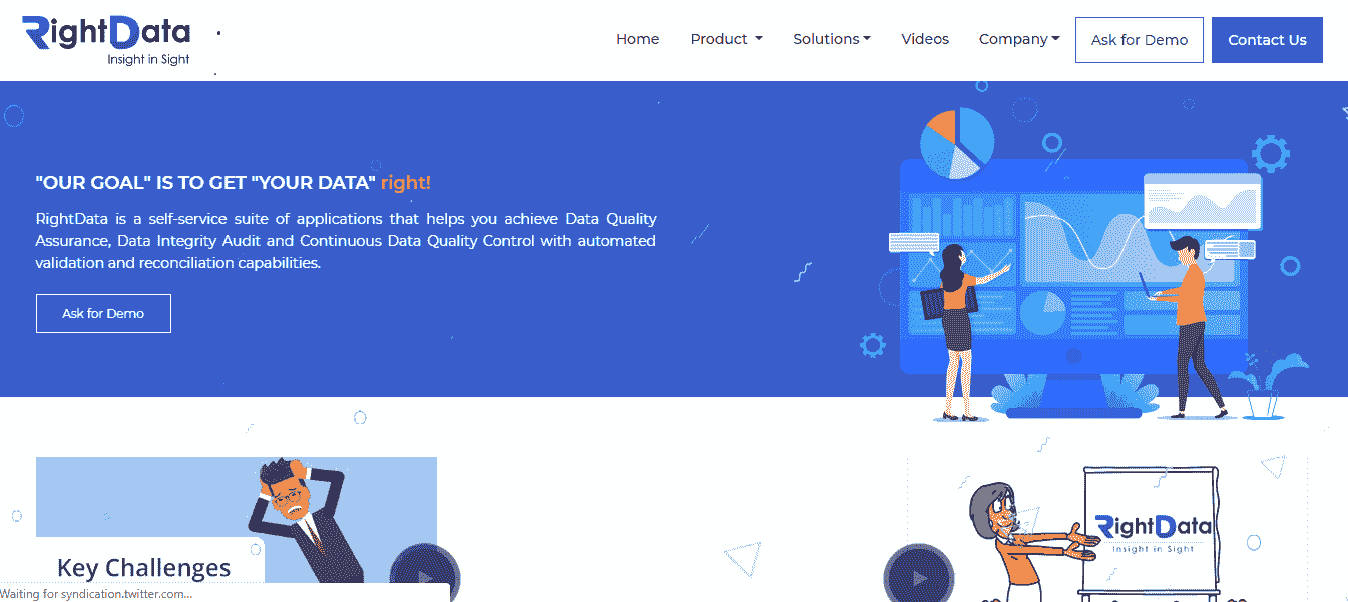 RightData
Insight in Sight
Home Product Solutions Videos Company Ask for Demo Contact Us
"OUR GOAL" IS TO GET "YOUR DATA" right!
RightData is a self-service suite of applications that helps you achieve Data Quality
Assurance, Data Integrity Audit and Continuous Data Quality Control with automated
validation and reconciliation capabilities.
Ask for Demo
Key Challenges
RightData
Insight in Sight
Waiting for syndication.twitter.com...